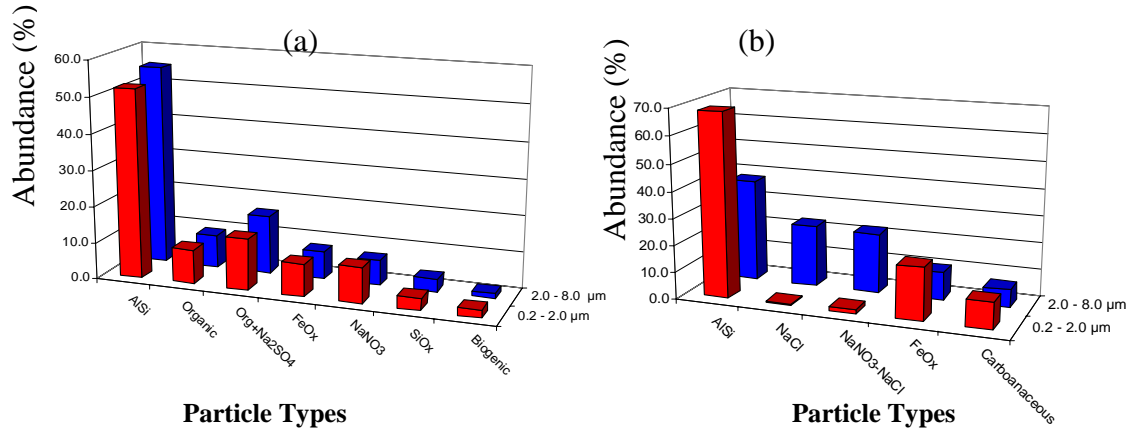 (a)
Abundance (%)
60.0
50.0
40.0
30.0
20.0
10.0
0.0
AlSi
Organic
Org+Na2SO4
FeOx
NaNO3
SiOx
Biogenic
2.0 - 8.0 µm
0.2 - 2.0 µm
Particle Types
(b)
Abundance (%)
70.0
60.0
50.0
40.0
30.0
20.0
10.0
0.0
AlSi
NaCl
NaNO3-NaCl
FeOx
Carboanaceous
2.0 - 8.0 µm
0.2 - 2.0 µm
Particle Types